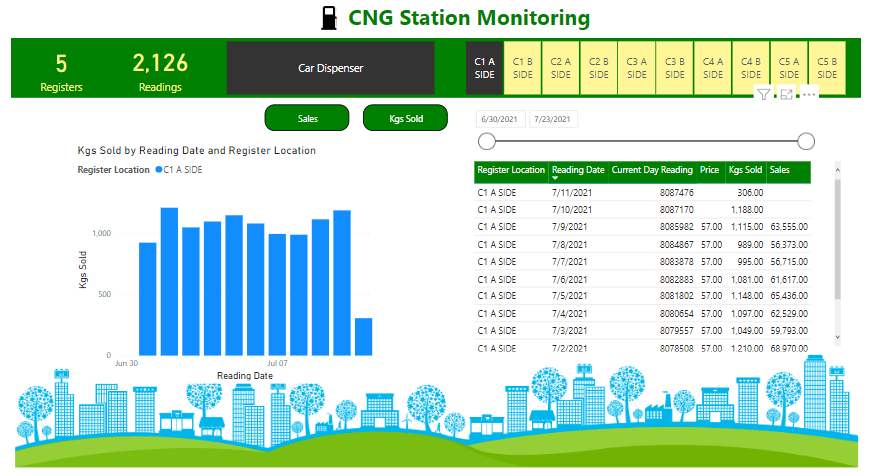 CNG Station Monitoring
5
Registers
2,126
Readings
Car Dispenser
C1 A SIDE
C1 B SIDE
C2 A SIDE
C2 B SIDE
C3 A SIDE
C3 B SIDE
C4 A SIDE
C4 B SIDE
C5 A SIDE
C5 B SIDE
Sales
Kgs Sold
6/30/2021 7/23/2021
Kgs Sold by Reading Date and Register Location
Register Location C1 A SIDE
Kgs Sold
1,000
500
0
Jun 30 Jul 07
Reading Date
Register Location Reading Date Current Day Reading Price Kgs Sold Sales
C1 A SIDE 7/11/2021 8087476 306.00
C1 A SIDE 7/10/2021 8087170 1,188.00
C1 A SIDE 7/9/2021 8085982 57.00 1,115.00 63,555.00
C1 A SIDE 7/8/2021 8084867 57.00 989.00 56,373.00
C1 A SIDE 7/7/2021 8083878 57.00 995.00 56,715.00
C1 A SIDE 7/6/2021 8082883 57.00 1,081.00 61,617.00
C1 A SIDE 7/5/2021 8081802 57.00 1,148.00 65,436.00
C1 A SIDE 7/4/2021 8080654 57.00 1,097.00 62,529.00
C1 A SIDE 7/3/2021 8079557 57.00 1,049.00 59,793.00
C1 A SIDE 7/2/2021 8078508 57.00 1,210.00 68,970.00